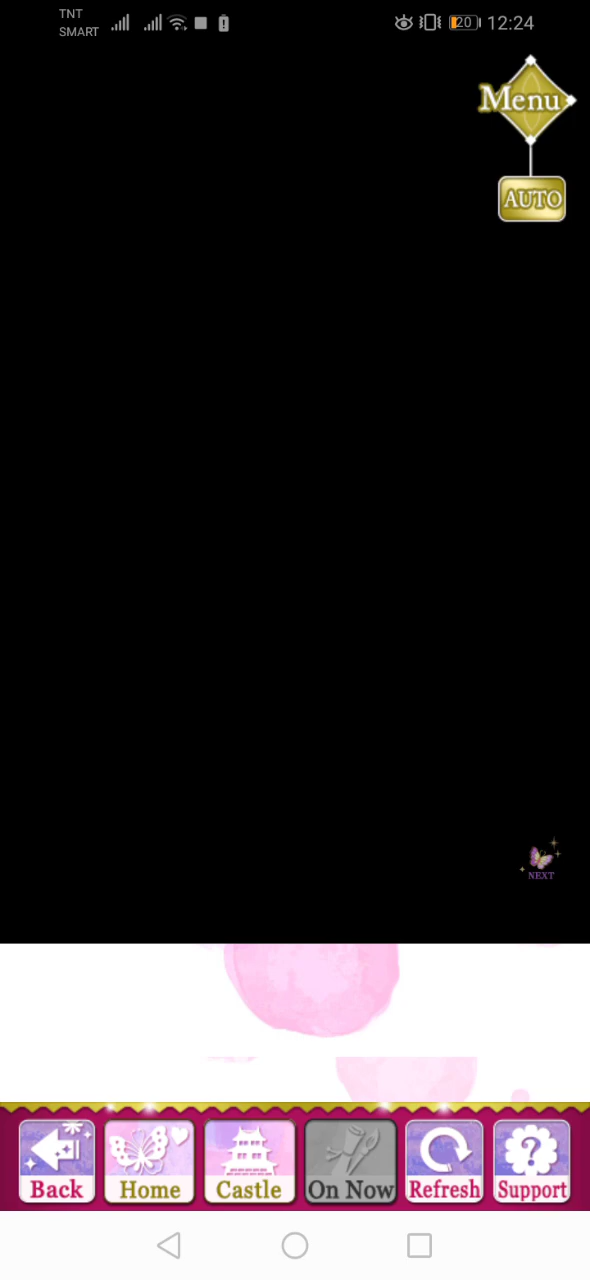 TNT
SMART
20
12:24
Menu
AUTO
NEXT
Back
Home
Castle
On Now
Refresh
Support